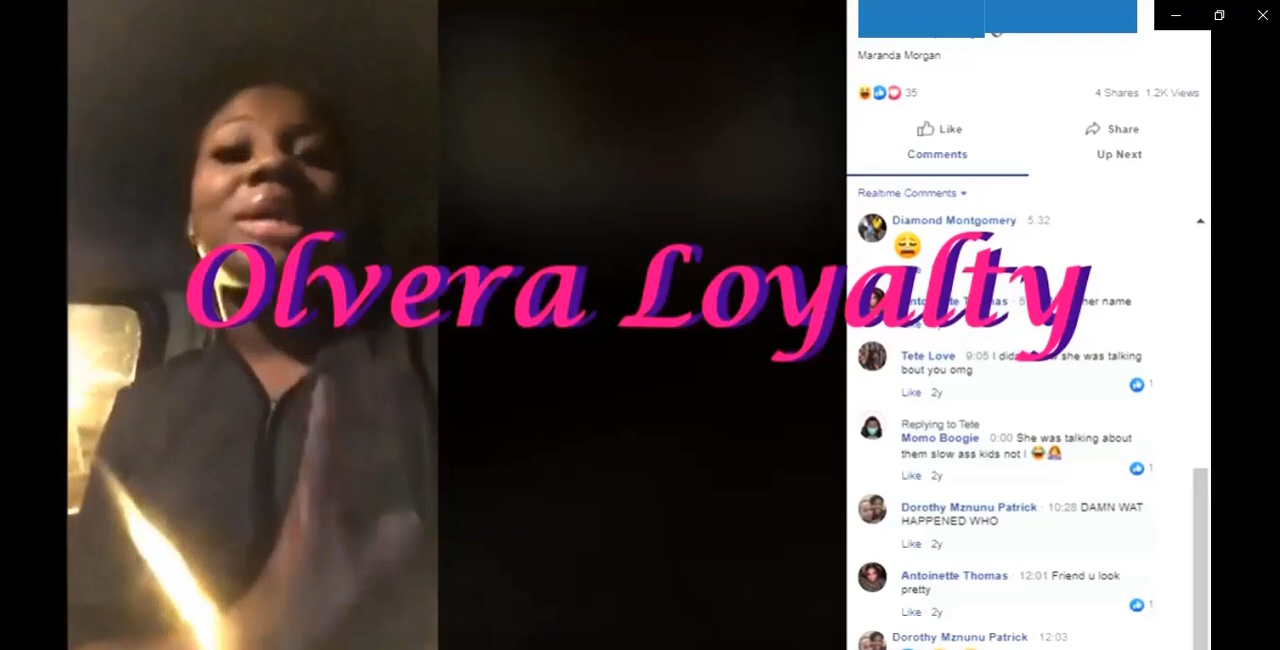 Maranda Morgan
35
4 Shares 1.2K Views
Like
Share
Comments
Up Next
Realtime Comments
Diamond Montgomery 5:32
Olvera Loyalty
her name
Tete Love 9:05 I she was talking
bout you omg
1
Like 2y
Replying to Tete
Momo Boogie 0:00 She was talking about
them slow ass kids not I
1
Like 2y
Dorothy Mznunu Patrick · 10:28 DAMN WAT
HAPPENED WHO
Like 2y
Antoinette Thomas · 12:01 Friend u look
pretty
1
Like 2y
Dorothy Mznunu Patrick · 12:03